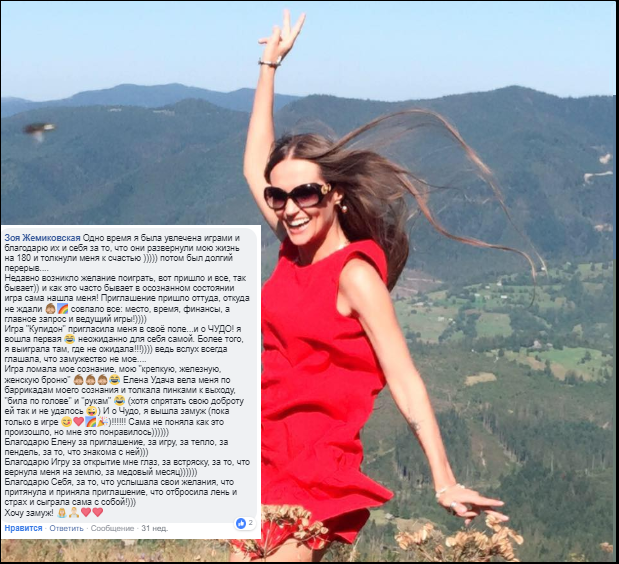 Зоя Жемиковская Одно время я была увлечена играми и
благодарю их и себя за то, что они развернули мою жизнь
на 180 и толкнули меня к счастью ))))) потом был долгий
перерыв....
Недавно возникло желание поиграть, вот пришло и все, так
бывает)) и как это часто бывает в осознанном состоянии
игра сама нашла меня! Приглашение пришло оттуда, откуда
не ждали 🙈🌈 совпало все: место, время, финансы, а
главное запрос и ведущий игры!))))
Игра "Купидон" пригласила меня в своё поле...и о ЧУДО! я
вошла первая 😂 неожиданно для себя самой. Более того,
я выиграла там, где не ожидала!!!)))) ведь вслух всегда
глашала, что замужество не мое....
Игра ломала мое сознание, мою "крепкую, железную,
женскую броню" 🙈🙈🙈😂 Елена Удача вела меня по
баррикадам моего сознания и толкала пинками к выходу,
"била по голове" и "рукам" 😂 (хотя спрятать свою доброту
ей так и не удалось 😜) И о Чудо, я вышла замуж (пока
только в игре 😋❤🌈🎉)!!!!!! Сама не поняла как это
произошло, но мне это понравилось))))))
Благодарю Елену за приглашение, за игру, за тепло, за
пендель, за то, что знакома с ней)))
Благодарю Игру за открытие мне глаз, за встряску, за то, что
вернула меня на землю, за медовый месяц))))))
Благодарю Себя, за то, что услышала свои желания, что
притянула и приняла приглашение, что отбросила лень и
страх и сыграла сама с собой!)))
Хочу замуж! 👰🙏❤❤
Нравится · Ответить · Сообщение · 31 нед.
2